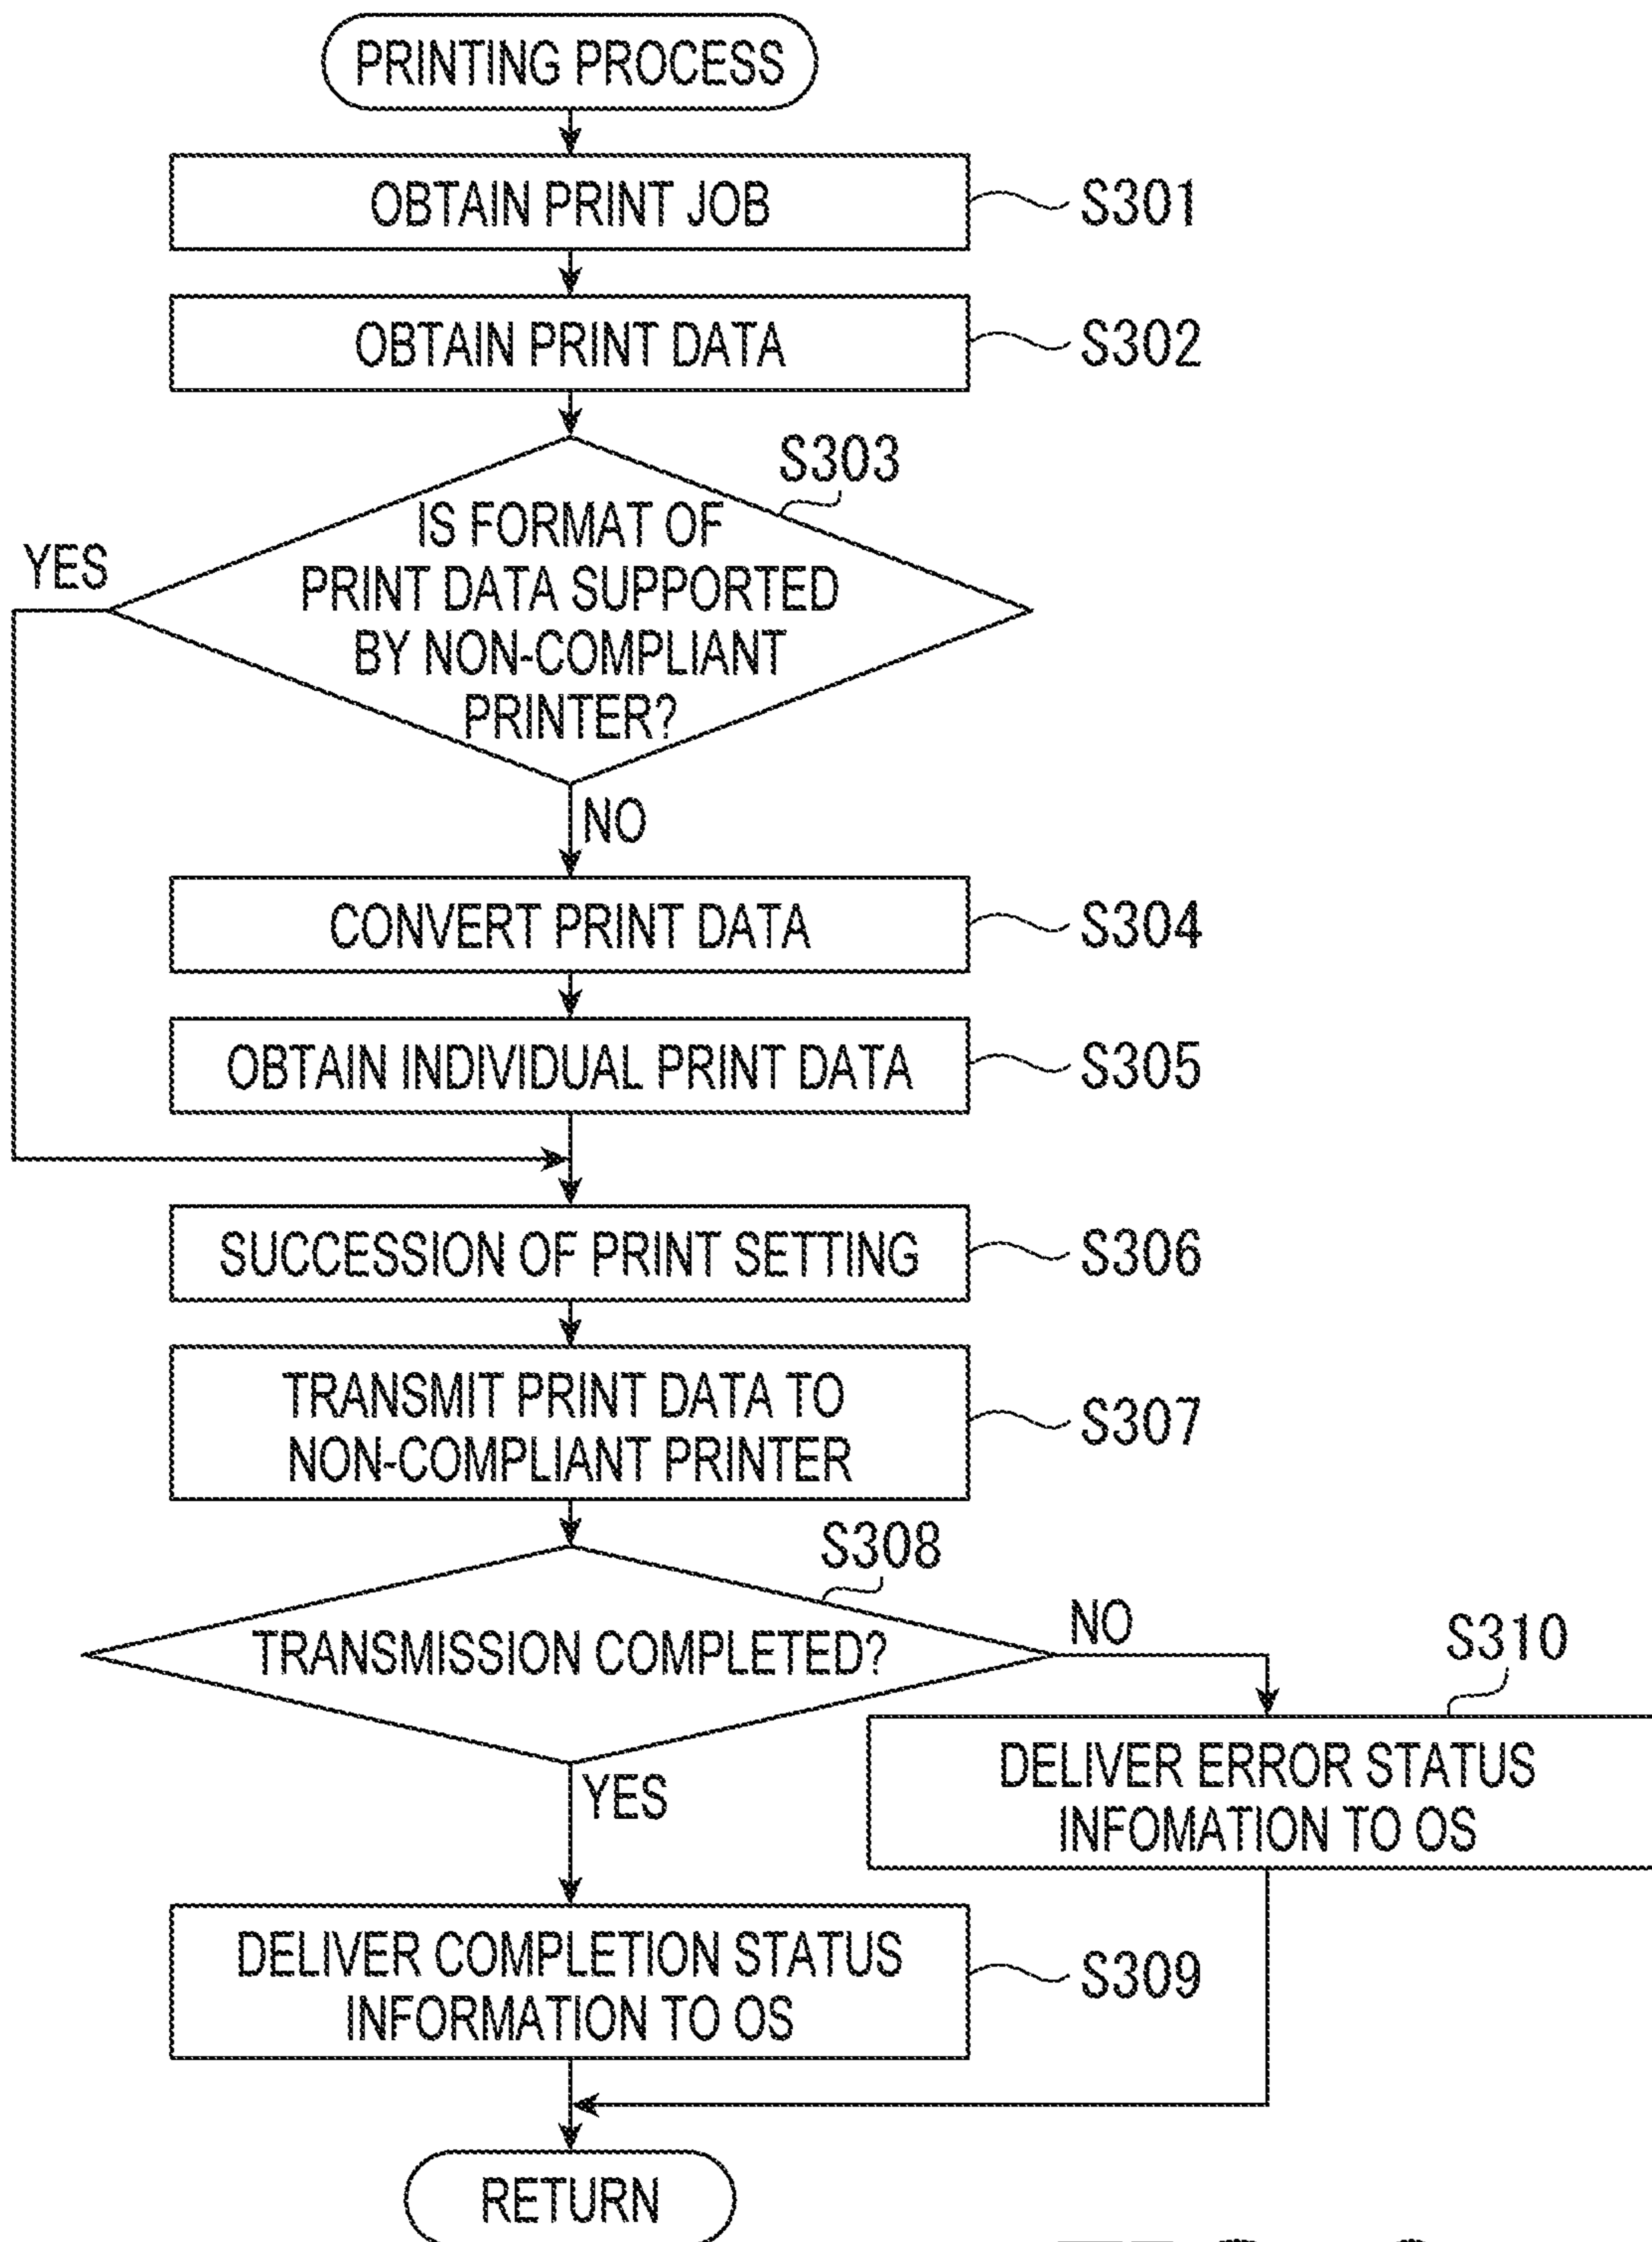 PRINTING PROCESS
OBTAIN PRINT JOB
S301
OBTAIN PRINT DATA
S302
S303
IS FORMAT OF
PRINT DATA SUPPORTED
BY NON-COMPLIANT
PRINTER?
YES
NO
CONVERT PRINT DATA
S304
OBTAIN INDIVIDUAL PRINT DATA
S305
SUCCESSION OF PRINT SETTING
S306
TRANSMIT PRINT DATA TO
NON-COMPLIANT PRINTER
S307
S308
TRANSMISSION COMPLETED?
NO
YES
S310
DELIVER ERROR STATUS
INFOMATION TO OS
DELIVER COMPLETION STATUS
INFORMATION TO OS
S309
RETURN